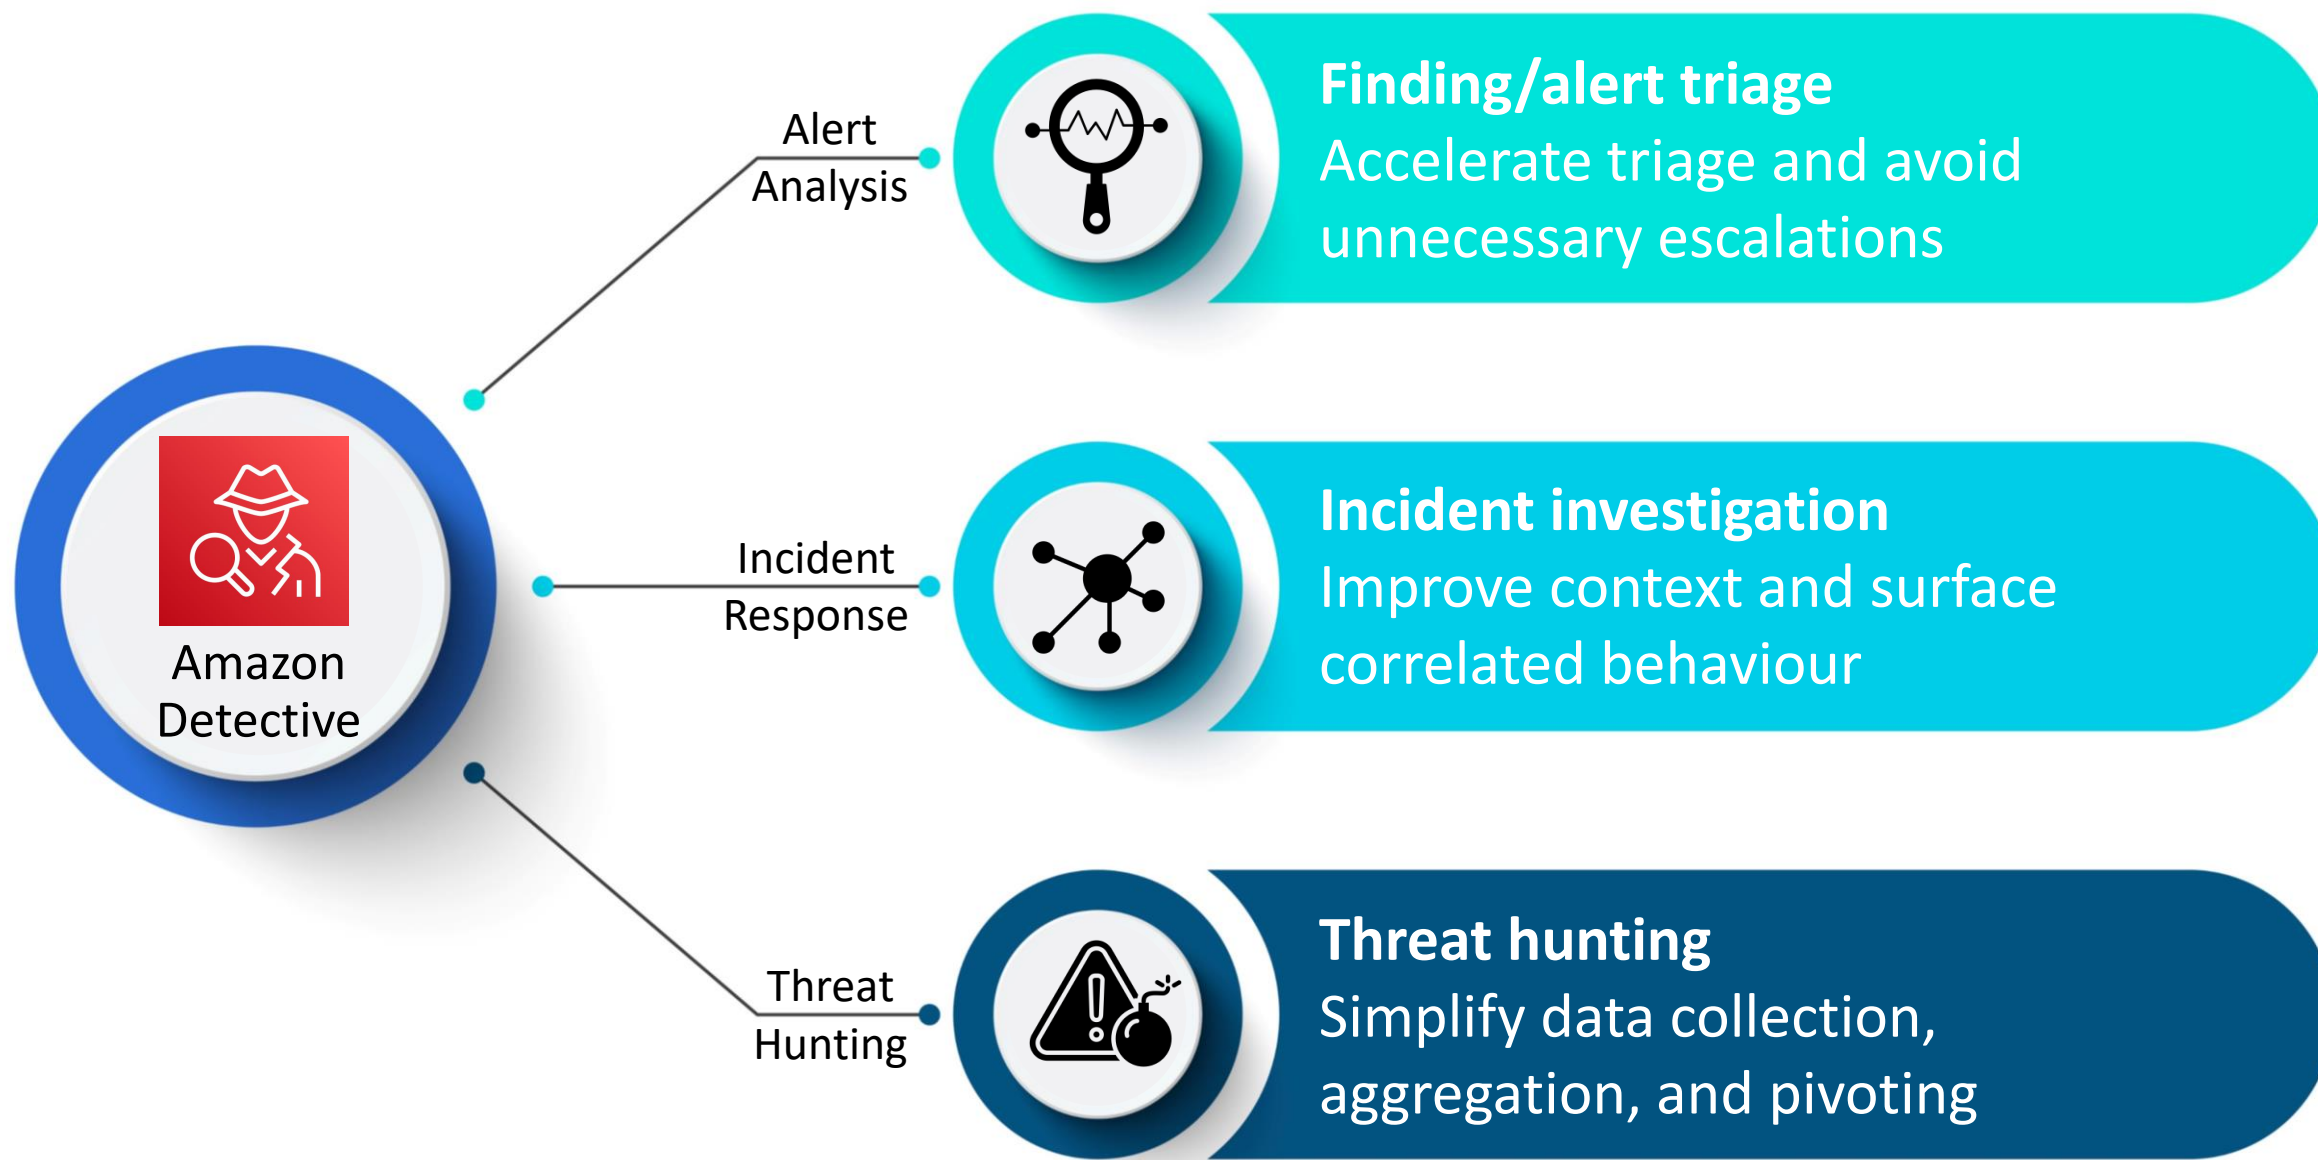 Alert
Analysis
Finding/alert triage
Accelerate triage and avoid
unnecessary escalations
Amazon
Detective
Incident
Response
Incident investigation
Improve context and surface
correlated behaviour
Threat
Hunting
Threat hunting
Simplify data collection,
aggregation, and pivoting